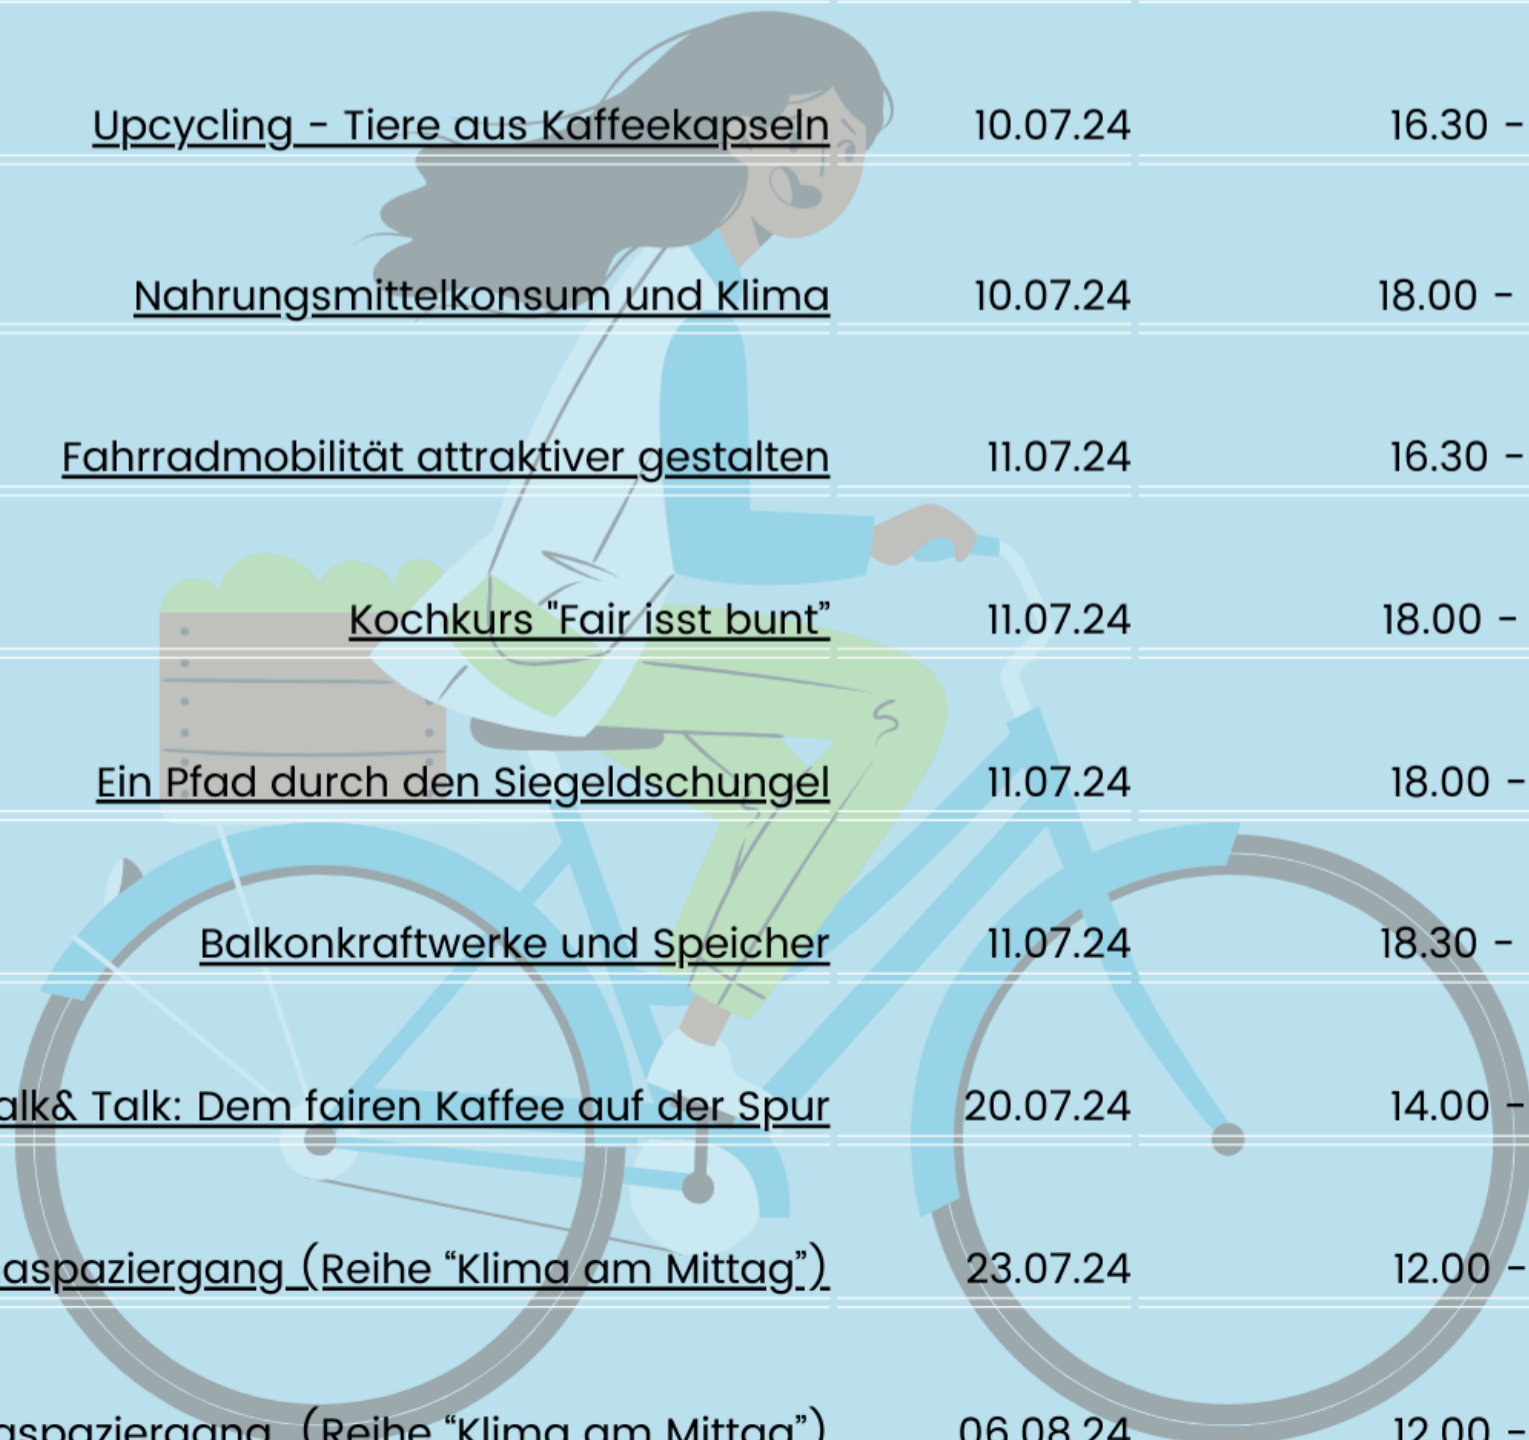 Upcycling - Tiere aus Kaffeekapseln 10.07.24 16.30 -
Nahrungsmittelkonsum und Klima 10.07.24 18.00 -
Fahrradmobilität attraktiver gestalten 11.07.24 16.30 -
Kochkurs "Fair isst bunt” 11.07.24 18.00 -
Ein Pfad durch den Siegeldschungel 11.07.24 18.00 -
Balkonkraftwerke und Speicher 11.07.24 18.30 -
alk& Talk: Dem fairen Kaffee auf der Spur 20.07.24 14.00 -
aspaziergang (Reihe “Klima am Mittag”) 23.07.24 12.00 -
aspaziergang (Reihe “Klima am Mittag”) 06.08.24 12.00 -